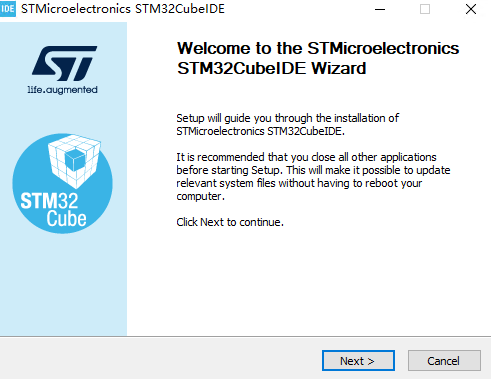 IDE STMicroelectronics STM32CubeIDE
life.augmented
STM32
Cube
Welcome to the STMicroelectronics
STM32CubeIDE Wizard
Setup will guide you through the installation of
STMicroelectronics STM32CubeIDE.
It is recommended that you close all other applications
before starting Setup. This will make it possible to update
relevant system files without having to reboot your
computer.
Click Next to continue.
Next >
Cancel